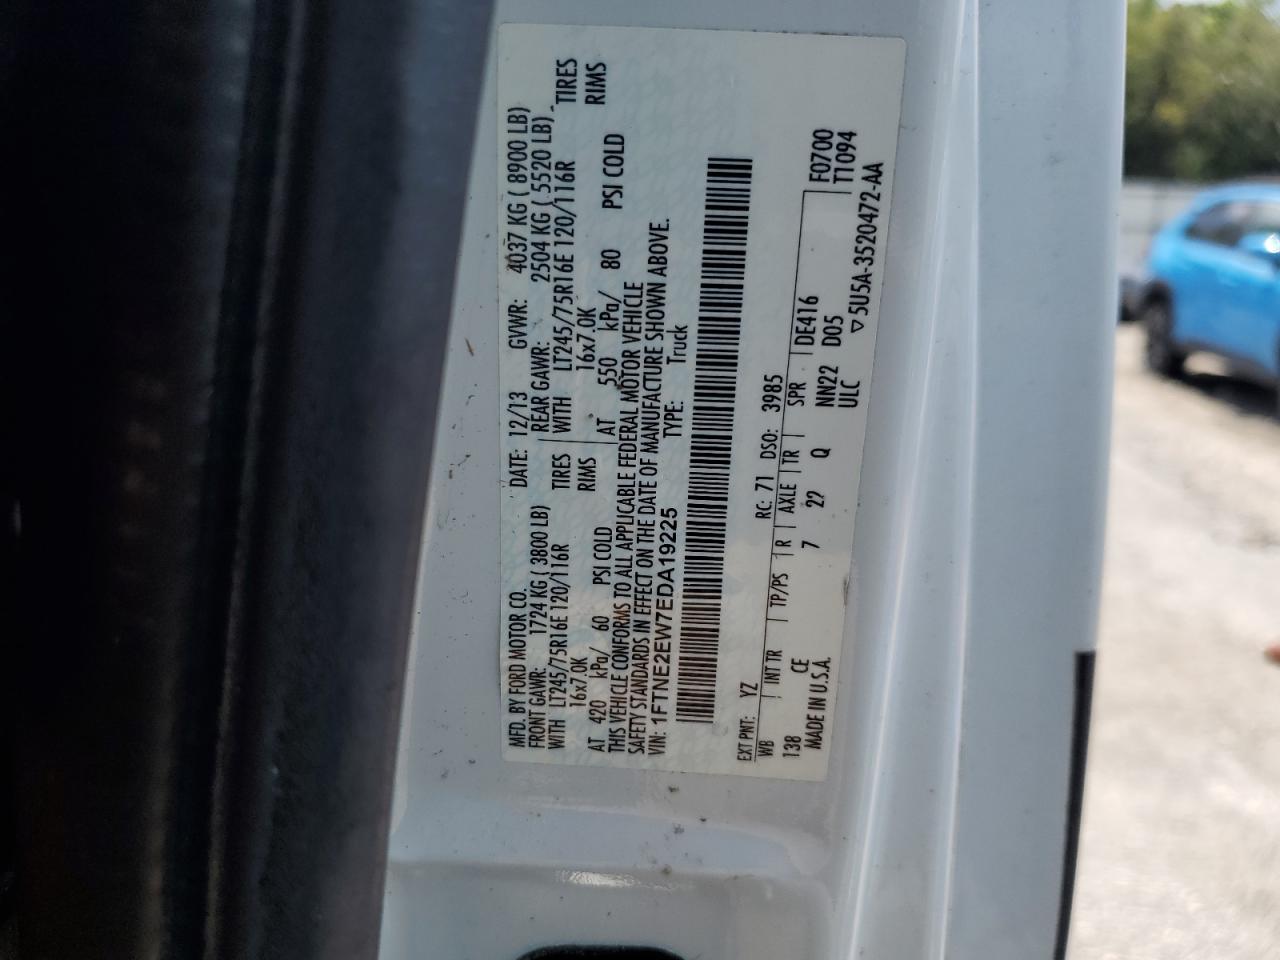 MFD. BY FORD MOTOR CO.
DATE: 12/13 GVWR: 4037 KG ( 8900 LB)
FRONT GAWR: 1724 KG ( 3800 LB) REAR GAWR: 2504 KG ( 5520 LB)
WITH LT245/75R16E 120/116R TIRES WITH LT245/75R16E 120/116R TIRES
16x7.0K RIMS 16x7.0K RIMS
AT 420 kPa/ 60 PSI COLD AT 550 kPa/ 80 PSI COLD
THIS VEHICLE CONFORMS TO ALL APPLICABLE FEDERAL MOTOR VEHICLE
SAFETY STANDARDS IN EFFECT ON THE DATE OF MANUFACTURE SHOWN ABOVE.
VIN: 1FTNE2EW7EDA19225 TYPE: Truck
EXT PNT: YZ RC: 71 DSO: 3985
WB INT TR TP/PS R AXLE TR SPR DE416 F0700
138 CE 7 22 Q NN22 D05 T1094
MADE IN U.S.A. ULC ▽5U5A-3520472-AA